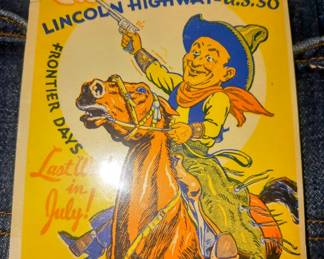 LINCOLN HIGHWAY-U.S.30
FRONTIER DAYS
Last
in
July!